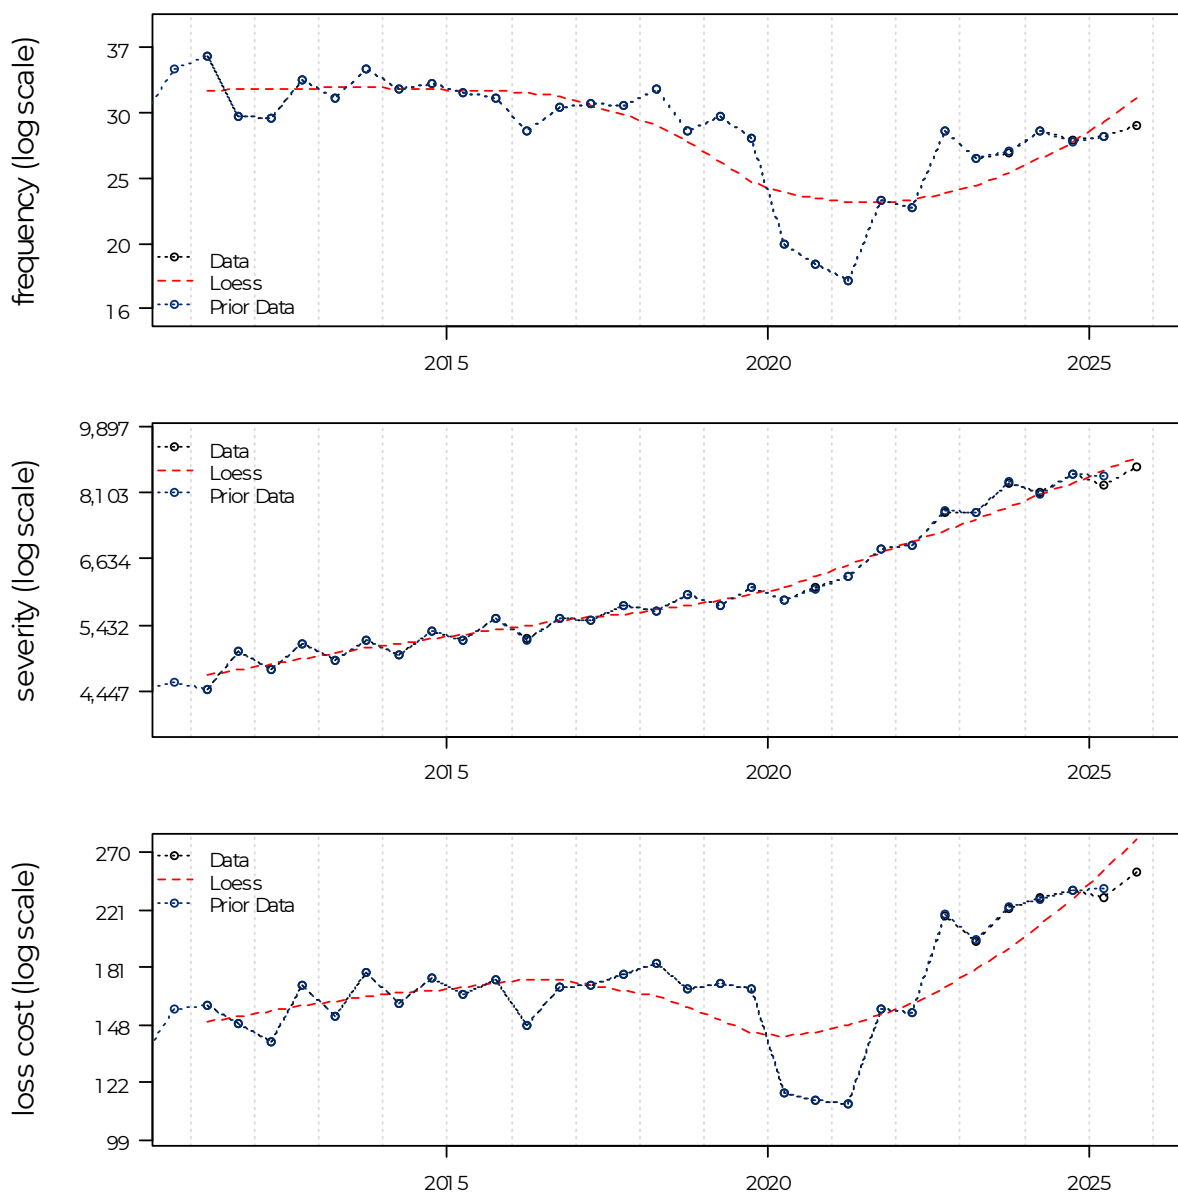 frequency (log scale)
37
30
25
20
16
Data
Loess
Prior Data
2015
2020
2025
severity (log scale)
9,897
8,103
6,634
5,432
4,447
Data
Loess
Prior Data
2015
2020
2025
loss cost (log scale)
270
221
181
148
122
99
Data
Loess
Prior Data
2015
2020
2025